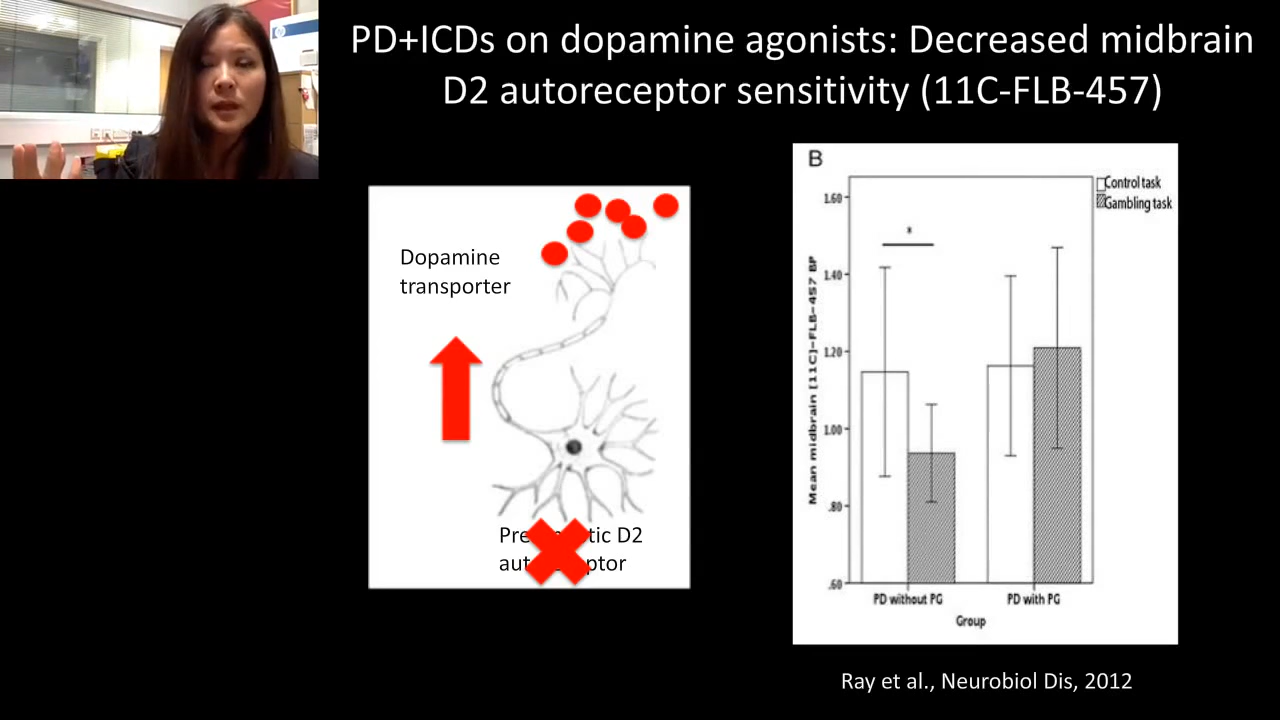 PD+ICDs on dopamine agonists: Decreased midbrain
D2 autoreceptor sensitivity (11C-FLB-457)
hp
Dopamine
transporter
D2
B
Control task
Gambling task
*
1.60
1.40
1.20
1.00
.80
.60
Mean midbrain [11C]-FLB-457 BP
PD without PG
PD with PG
Group
Ray et al., Neurobiol Dis, 2012